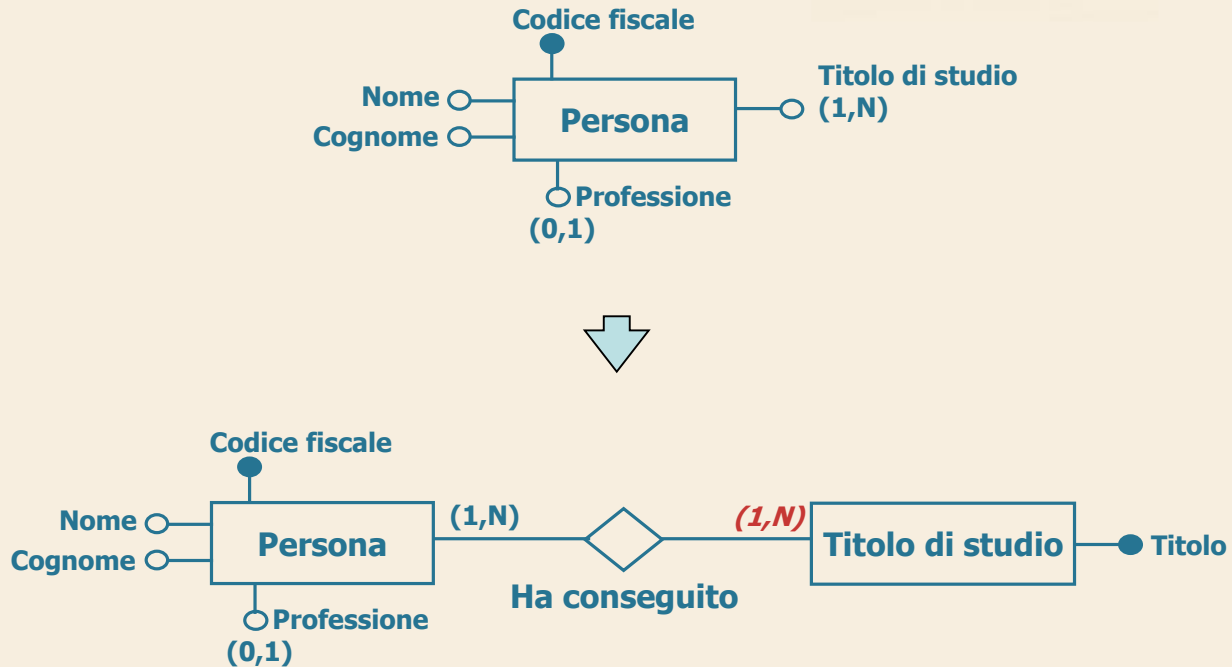 Codice fiscale
Nome
Cognome
Persona
Titolo di studio
(1,N)
Professione
(0,1)
Codice fiscale
Nome
Cognome
Persona
(1,N)
Ha conseguito
(1,N)
Titolo di studio
Titolo
Professione
(0,1)